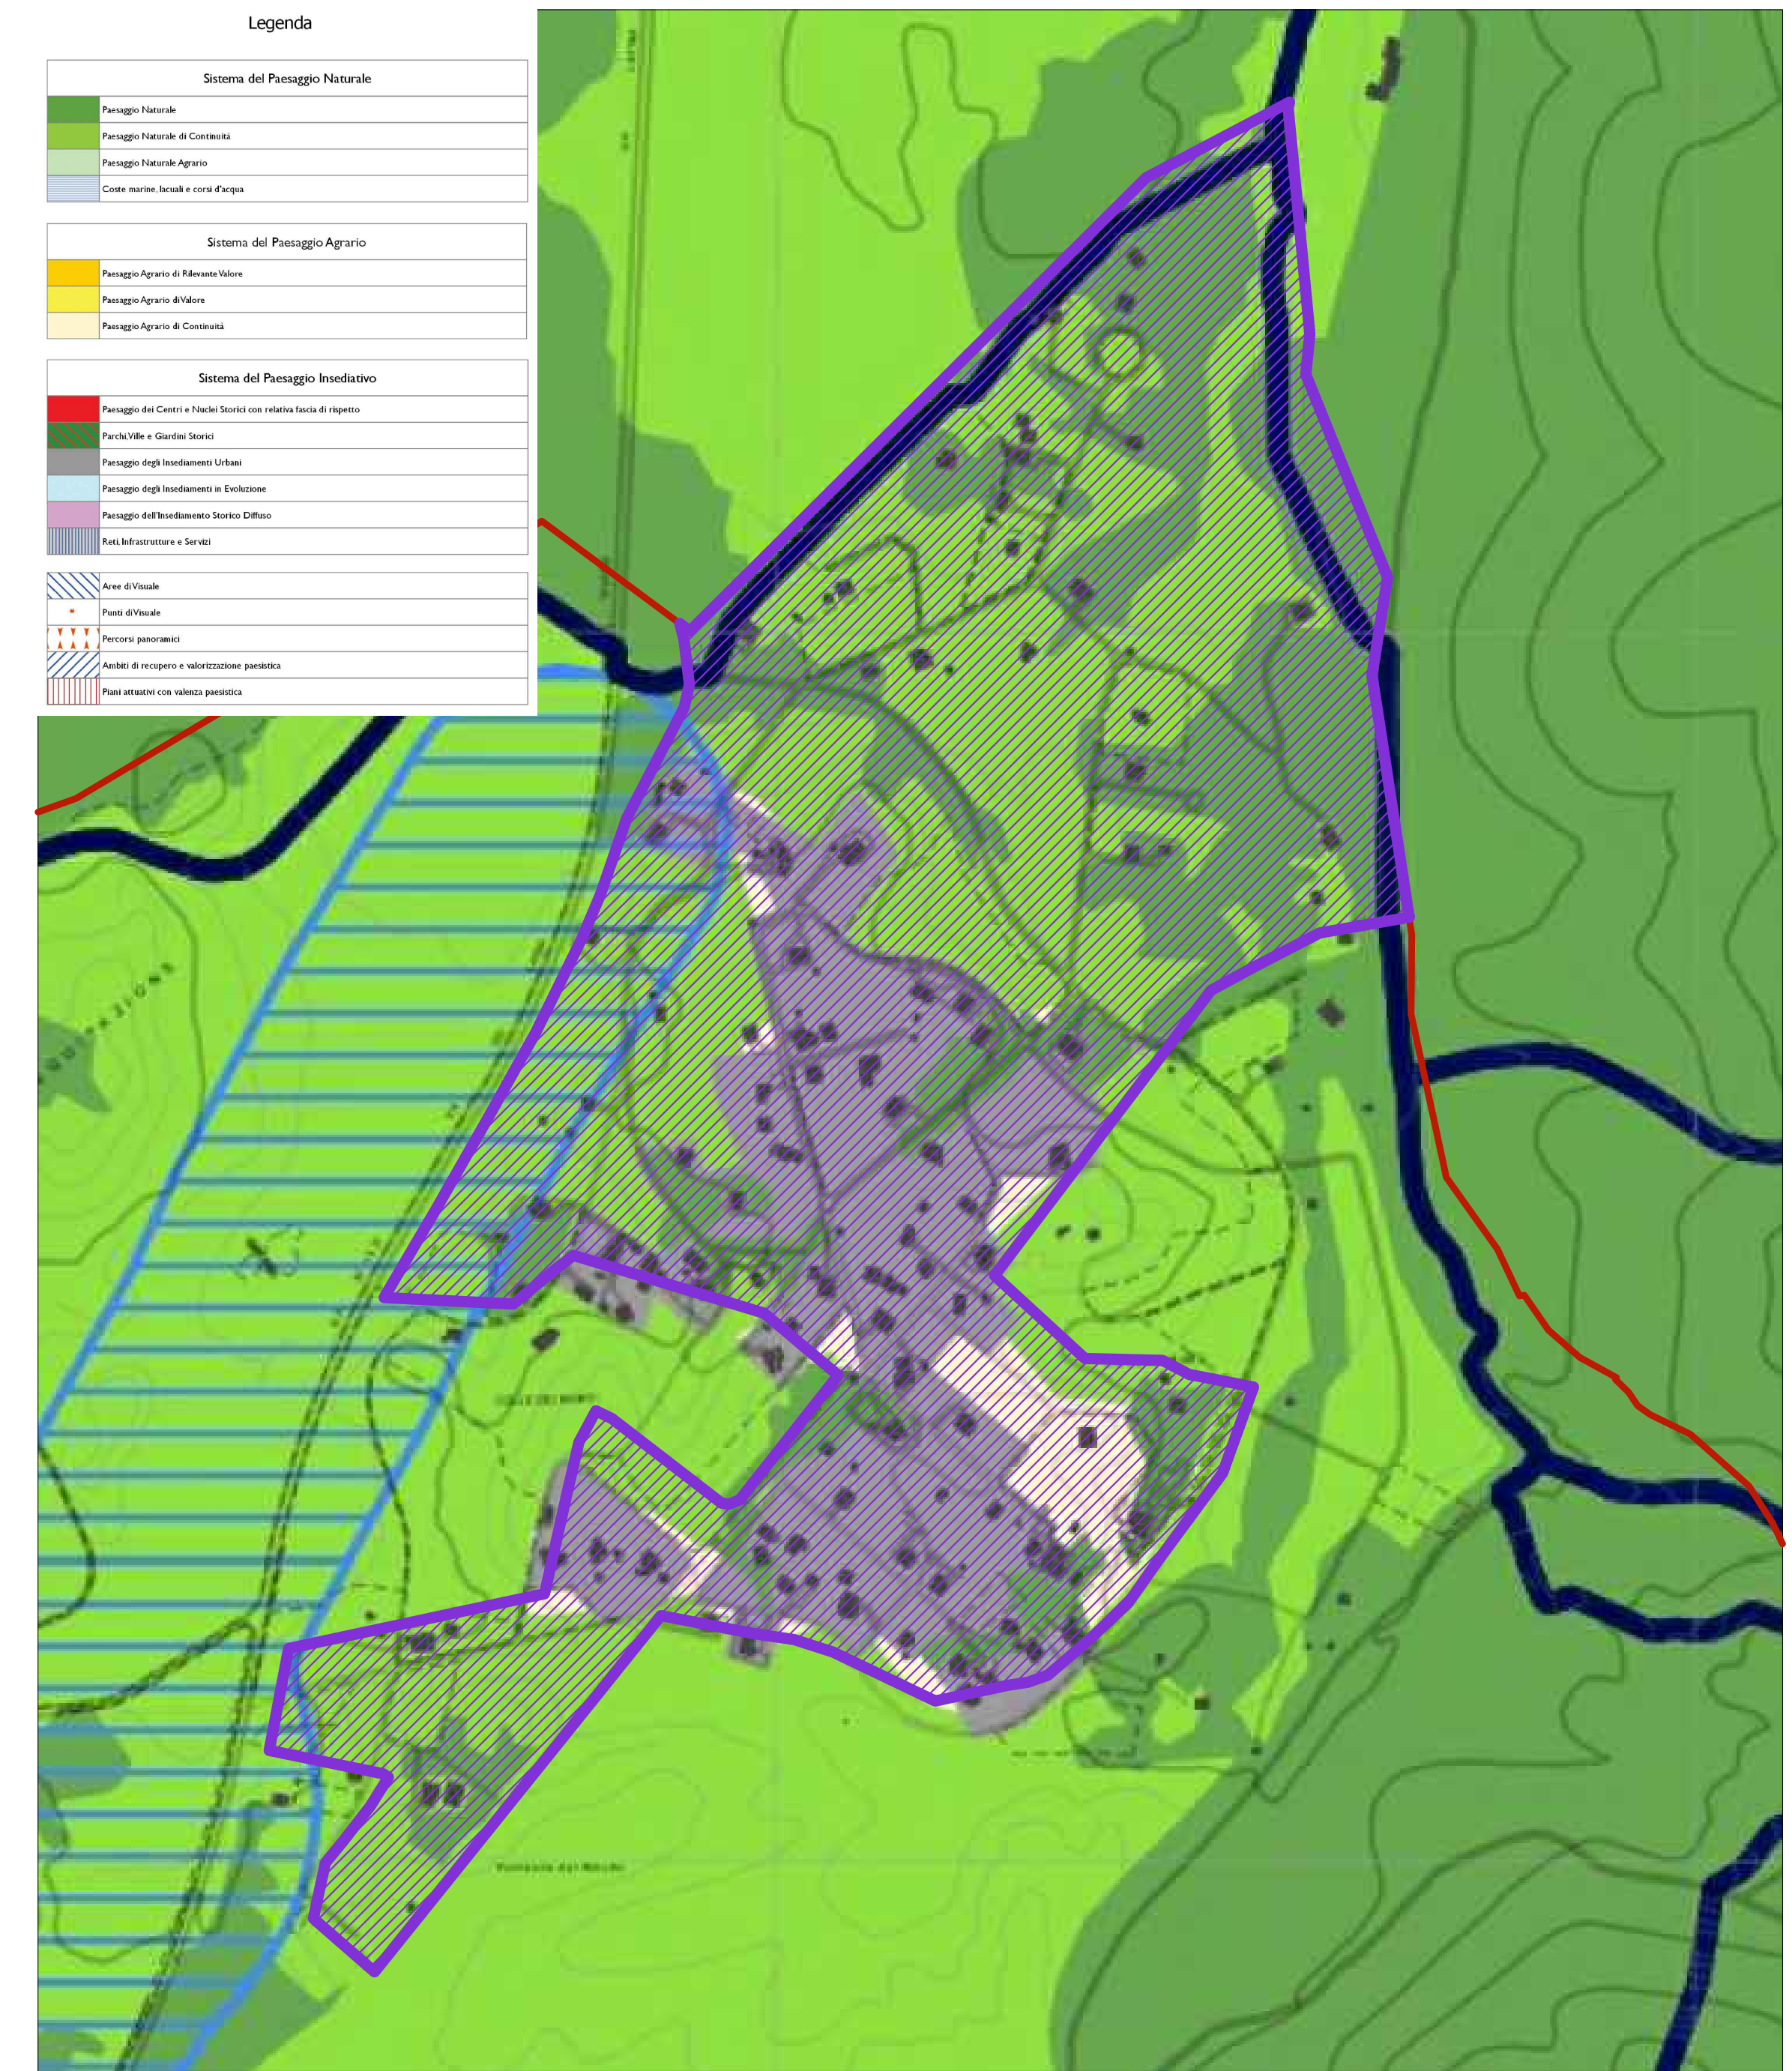 Legenda
Sistema del Paesaggio Naturale
Paesaggio Naturale
Paesaggio Naturale di Continuità
Paesaggio Naturale Agrario
Coste marine, lacuali e corsi d'acqua
Sistema del Paesaggio Agrario
Paesaggio Agrario di Rilevante Valore
Paesaggio Agrario di Valore
Paesaggio Agrario di Continuità
Sistema del Paesaggio Insediativo
Paesaggio dei Centri e Nuclei Storici con relativa fascia di rispetto
Parchi, Ville e Giardini Storici
Paesaggio degli Insediamenti Urbani
Paesaggio degli Insediamenti in Evoluzione
Paesaggio dell'Insediamento Storico Diffuso
Reti, Infrastrutture e Servizi
Aree di Visuale
Punti di Visuale
Percorsi panoramici
Ambiti di recupero e valorizzazione paesistica
Piani attuativi con valenza paesistica